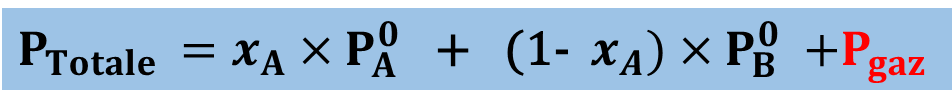 P_Totale = x_A × P_A^0 + (1- x_A) × P_B^0 +P_gaz